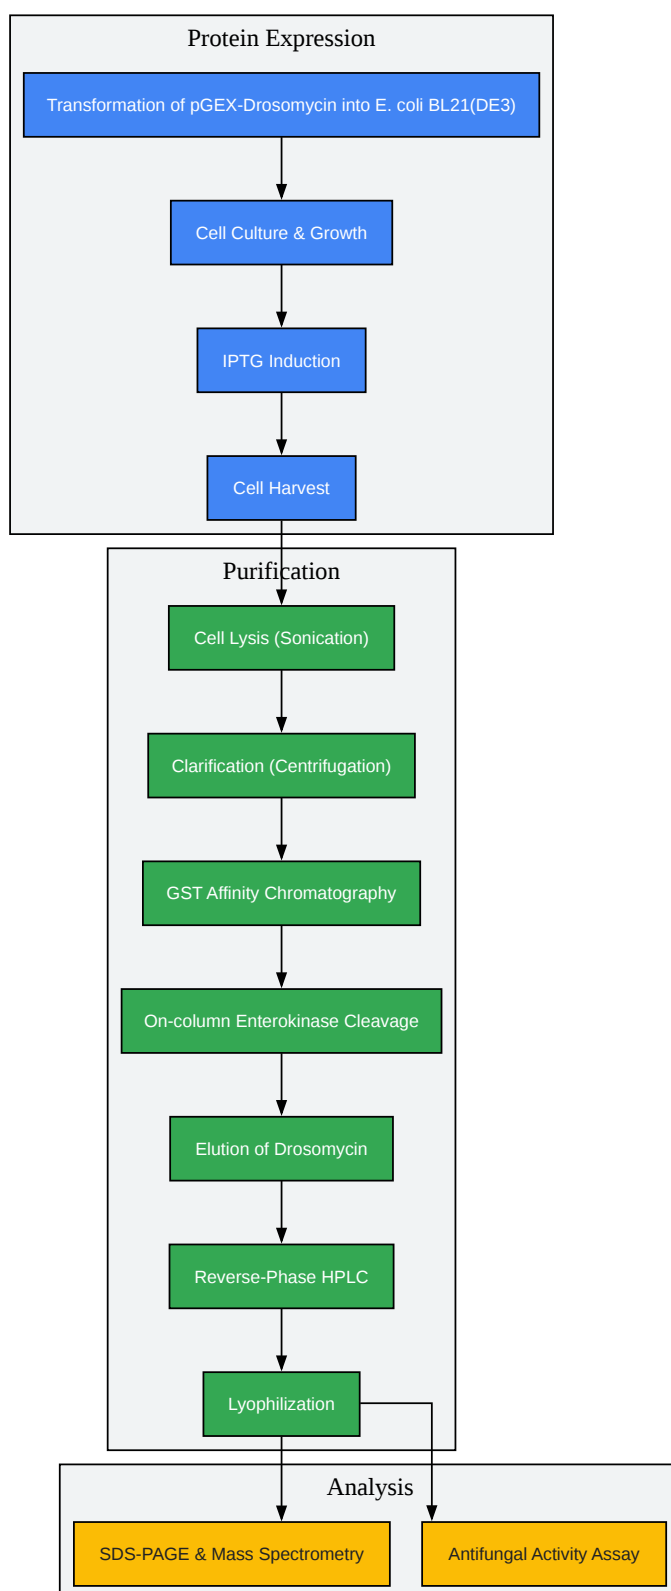 Protein Expression
Transformation of pGEX-Drosomycin into E. coli BL21(DE3)
Cell Culture & Growth
IPTG Induction
Cell Harvest
Purification
Cell Lysis (Sonication)
Clarification (Centrifugation)
GST Affinity Chromatography
On-column Enterokinase Cleavage
Elution of Drosomycin
Reverse-Phase HPLC
Lyophilization
Analysis
SDS-PAGE & Mass Spectrometry
Antifungal Activity Assay